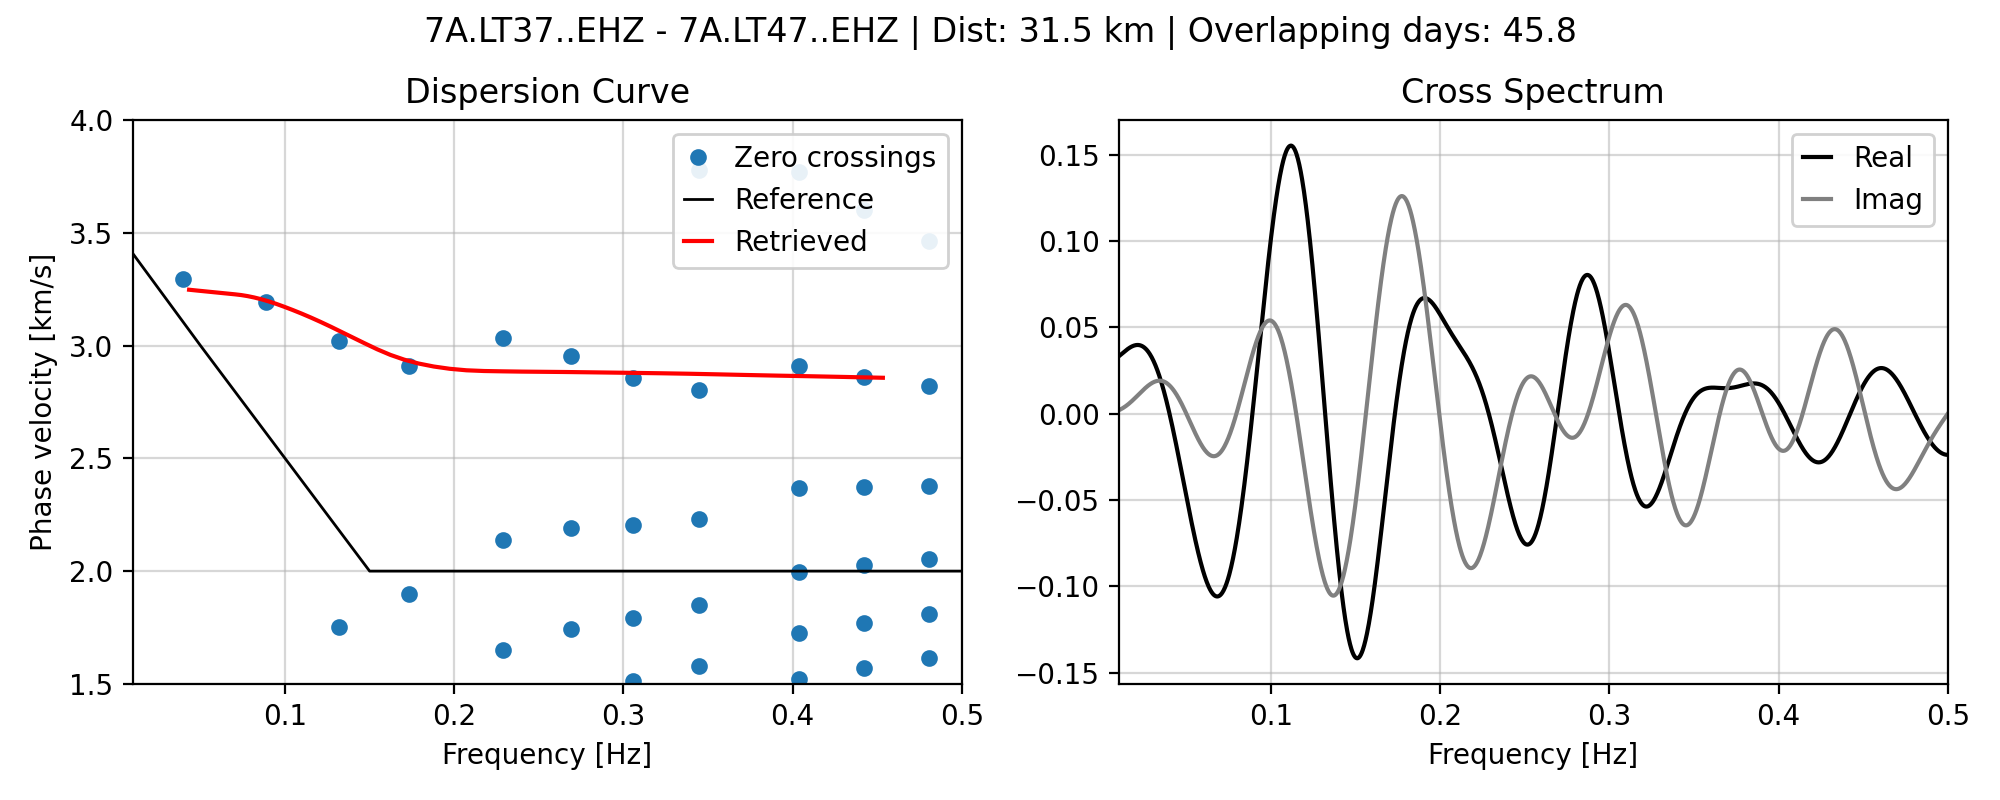 7A.LT37..EHZ - 7A.LT47..EHZ | Dist: 31.5 km | Overlapping days: 45.8
Dispersion Curve
4.0
3.5
3.0
2.5
2.0
1.5
Phase velocity [km/s]
Zero crossings
Reference
Retrieved
0.1
0.2
0.3
0.4
0.5
Frequency [Hz]
Cross Spectrum
0.15
0.10
0.05
0.00
−0.05
−0.10
−0.15
Real
Imag
0.1
0.2
0.3
0.4
0.5
Frequency [Hz]